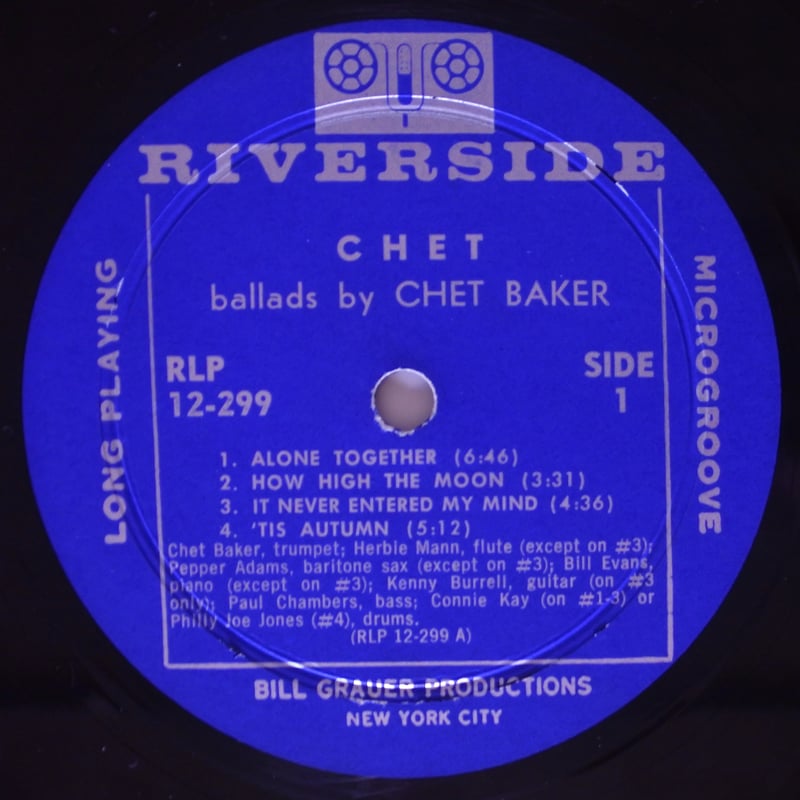 RIVERSIDE
CHET
ballads by CHET BAKER
LONG PLAYING
MICROGROOVE
RLP
12-299
SIDE
1
1. ALONE TOGETHER (6:46)
2. HOW HIGH THE MOON (3:31)
3. IT NEVER ENTERED MY MIND (4:36)
4. 'TIS AUTUMN (5:12)
Chet Baker, trumpet; Herbie Mann, flute (except on #3);
Pepper Adams, baritone sax (except on #3); Bill Evans,
piano (except on #3); Kenny Burrell, guitar (on #3
only); Paul Chambers, bass; Connie Kay (on #1-3) or
Philly Joe Jones (#4), drums.
(RLP 12-299 A)
BILL GRAUER PRODUCTIONS
NEW YORK CITY